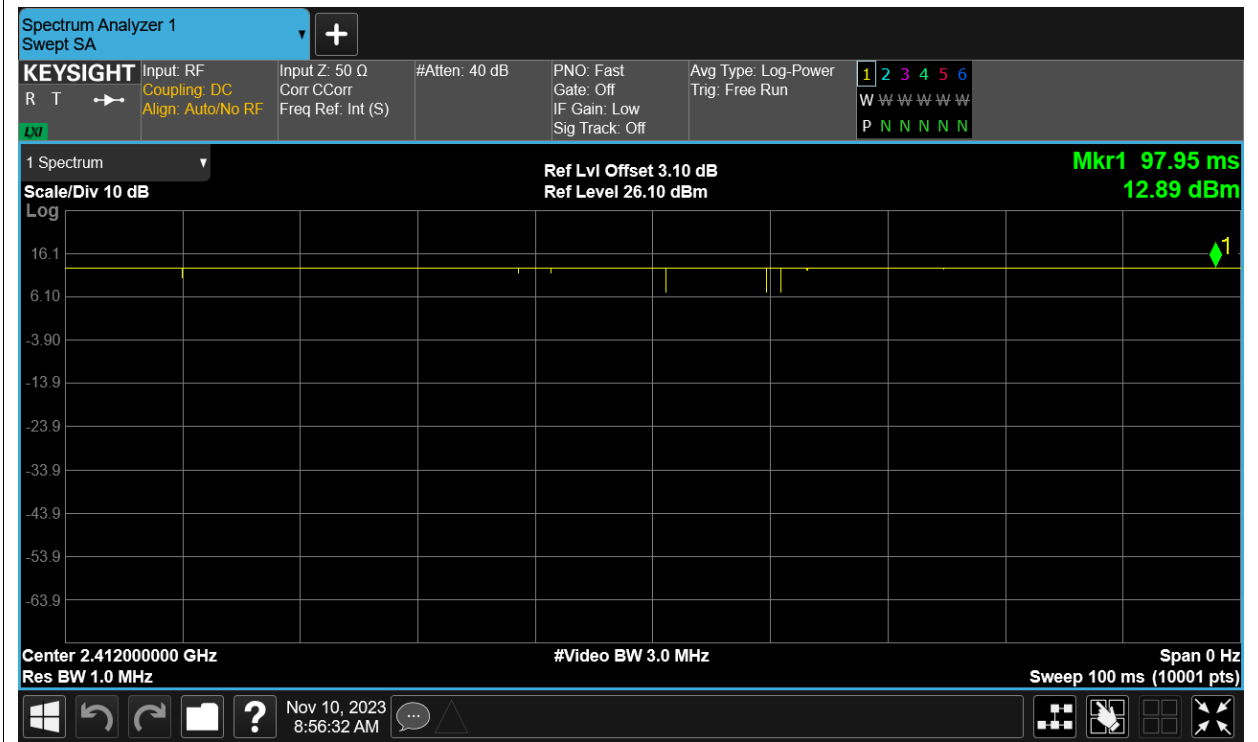 Spectrum Analyzer 1
Swept SA
KEYSIGHT
R T
LXI
Input: RF
Coupling: DC
Align: Auto/No RF
Input Z: 50 Ω
Corr CCorr
Freq Ref: Int (S)
#Atten: 40 dB
PNO: Fast
Gate: Off
IF Gain: Low
Sig Track: Off
Avg Type: Log-Power
Trig: Free Run
1 2 3 4 5 6
W W W W W W
P N N N N N
1 Spectrum
Scale/Div 10 dB
Log
Ref Lvl Offset 3.10 dB
Ref Level 26.10 dBm
Mkr1 97.95 ms
12.89 dBm
1
16.1
6.10
-3.90
-13.9
-23.9
-33.9
-43.9
-53.9
-63.9
Center 2.412000000 GHz
Res BW 1.0 MHz
#Video BW 3.0 MHz
Span 0 Hz
Sweep 100 ms (10001 pts)
?
Nov 10, 2023
8:56:32 AM